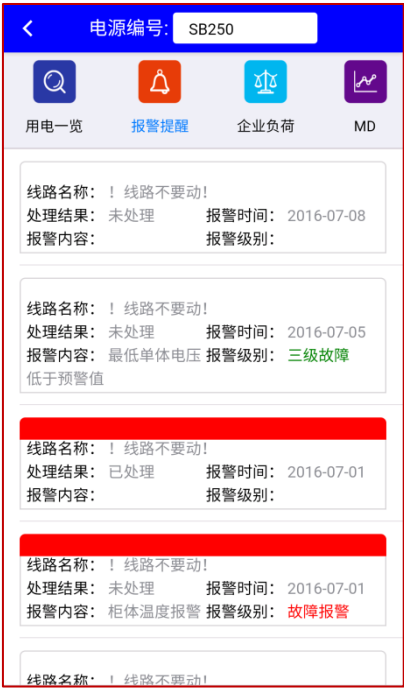 电源编号: SB250
用电一览 报警提醒 企业负荷 MD
线路名称： ！线路不要动!
处理结果： 未处理 报警时间： 2016-07-08
报警内容： 报警级别：
线路名称： ！线路不要动!
处理结果： 未处理 报警时间： 2016-07-05
报警内容： 最低单体电压 报警级别： 三级故障
低于预警值
线路名称： ！线路不要动!
处理结果： 已处理 报警时间： 2016-07-01
报警内容： 报警级别：
线路名称： ！线路不要动!
处理结果： 未处理 报警时间： 2016-07-01
报警内容： 柜体温度报警 报警级别： 故障报警
线路名称： ！线路不要动!